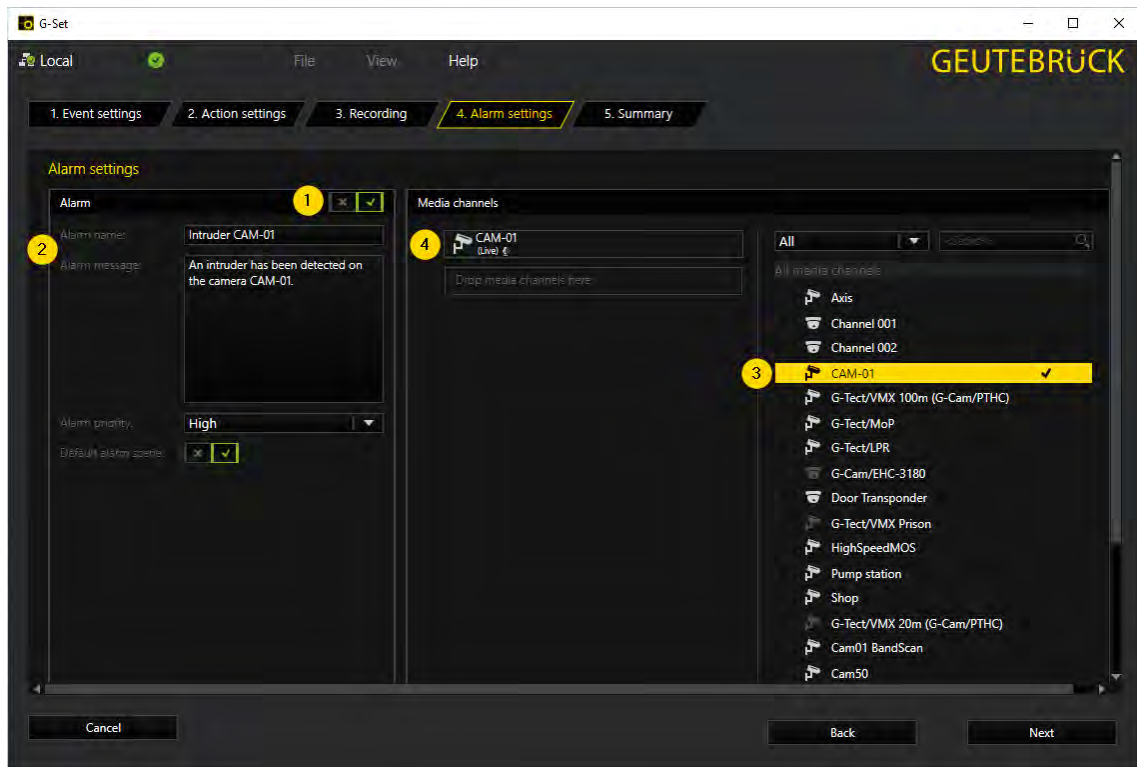 G-Set
Local File View Help GEUTEBRÜCK
1. Event settings 2. Action settings 3. Recording 4. Alarm settings 5. Summary
Alarm settings
Alarm 1 Media channels
Alarm name: Intruder CAM-01
2
Alarm message: An intruder has been detected on
the camera CAM-01.
Alarm priority: High
Default alarm scene:
4 CAM-01
(Live)
Drop media channels here
All
All media channels
Axis
Channel 001
Channel 002
3 CAM-01
G-Tect/VMX 100m (G-Cam/PTHC)
G-Tect/MoP
G-Tect/LPR
G-Cam/EHC-3180
Door Transponder
G-Tect/VMX Prison
HighSpeedMOS
Pump station
Shop
G-Tect/VMX 20m (G-Cam/PTHC)
Cam01 BandScan
Cam50
Cancel Back Next